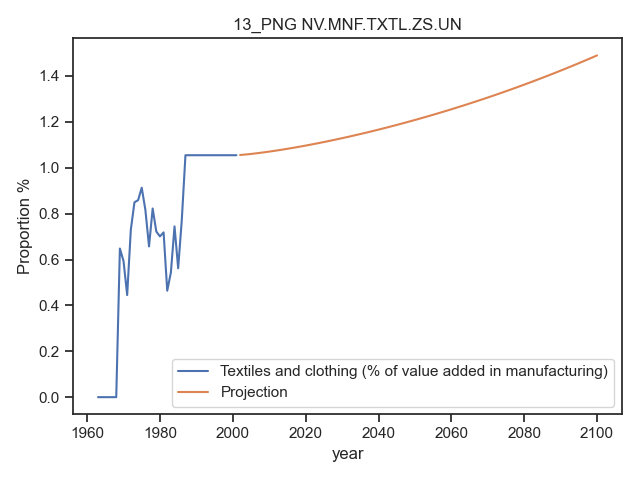 13_PNG NV.MNF.TXTL.ZS.UN
1.4
1.2
1.0
0.8
0.6
0.4
0.2
0.0
Proportion %
Textiles and clothing (% of value added in manufacturing)
Projection
1960 1980 2000 2020 2040 2060 2080 2100
year